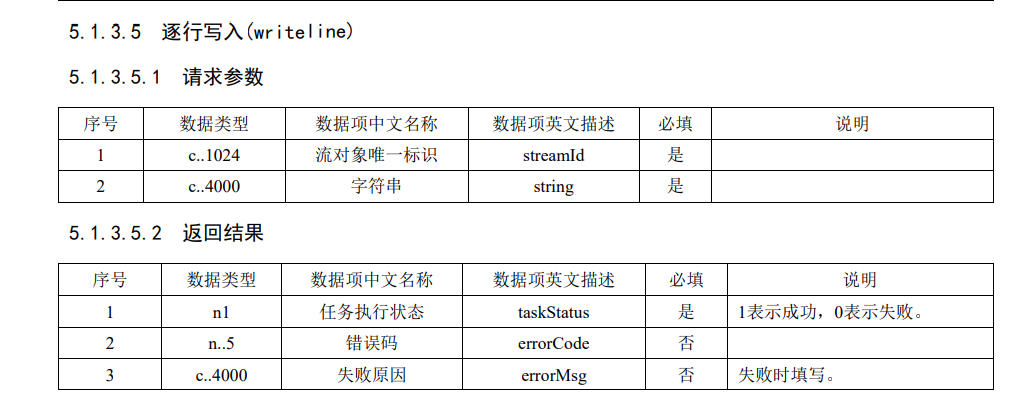 5.1.3.5 逐行写入(writeline)
5.1.3.5.1 请求参数
序号 数据类型 数据项中文名称 数据项英文描述 必填 说明
1 c..1024 流对象唯一标识 streamId 是
2 c..4000 字符串 string 是
5.1.3.5.2 返回结果
序号 数据类型 数据项中文名称 数据项英文描述 必填 说明
1 n1 任务执行状态 taskStatus 是 1表示成功，0表示失败。
2 n..5 错误码 errorCode 否
3 c..4000 失败原因 errorMsg 否 失败时填写。